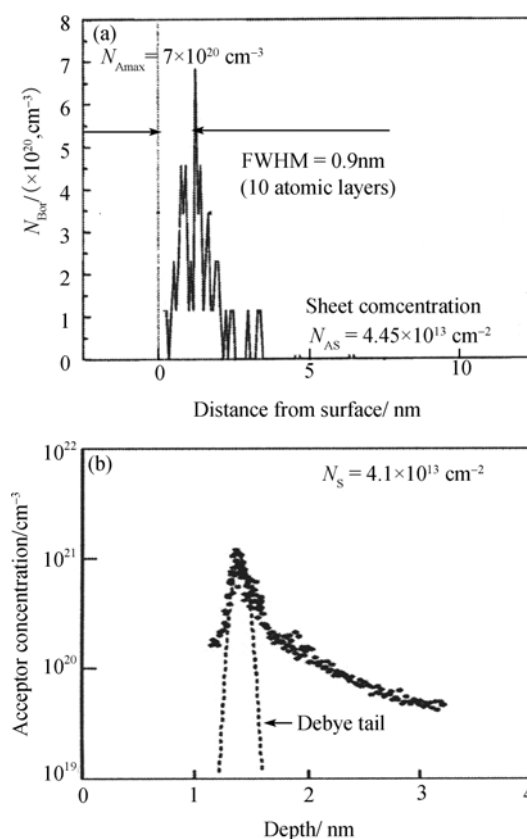 (a)
N_Amax = 7×10^20 cm^−3
N_Bor/(×10^20,cm^−3)
8
7
6
5
4
3
2
1
0
FWHM = 0.9nm
(10 atomic layers)
Sheet comcentration
N_AS = 4.45×10^13 cm^−2
0
5
10
Distance from surface/ nm
(b)
N_S = 4.1×10^13 cm^−2
Acceptor concentration/cm^−3
10^22
10^21
10^20
10^19
Debye tail
0
1
2
3
4
Depth/ nm